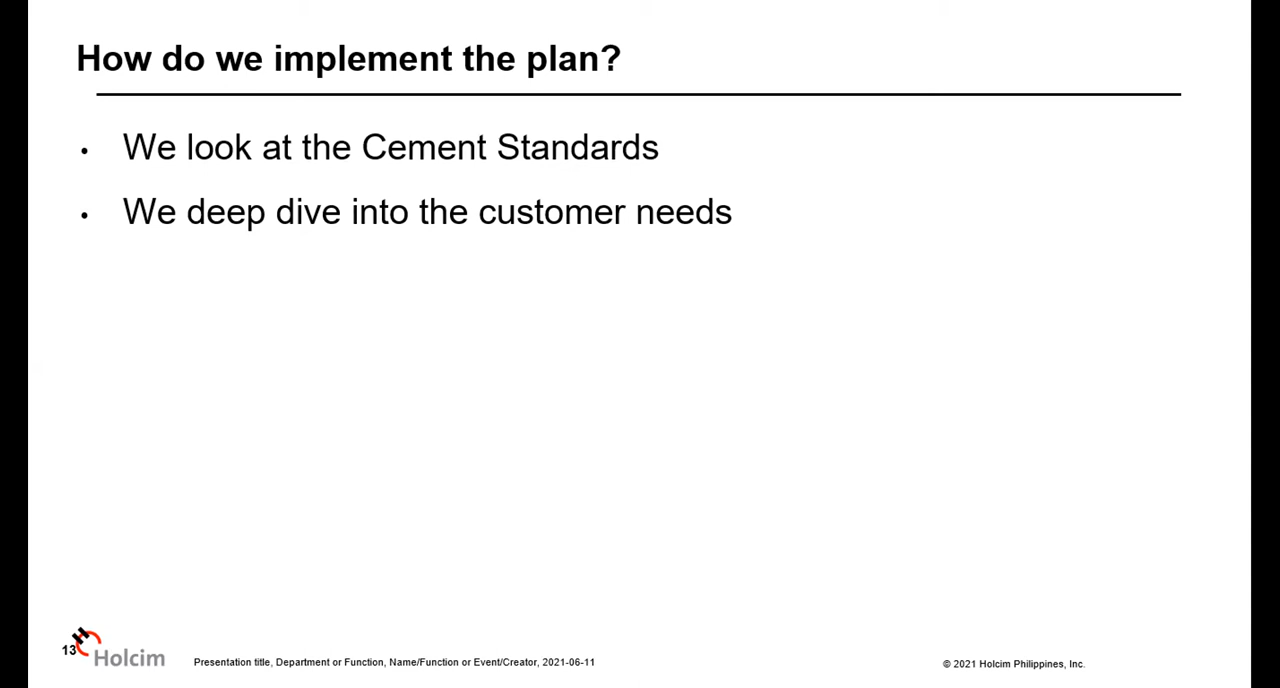 How do we implement the plan?
• We look at the Cement Standards
• We deep dive into the customer needs
13
Holcim
Presentation title, Department or Function, Name/Function or Event/Creator, 2021-06-11
© 2021 Holcim Philippines, Inc.